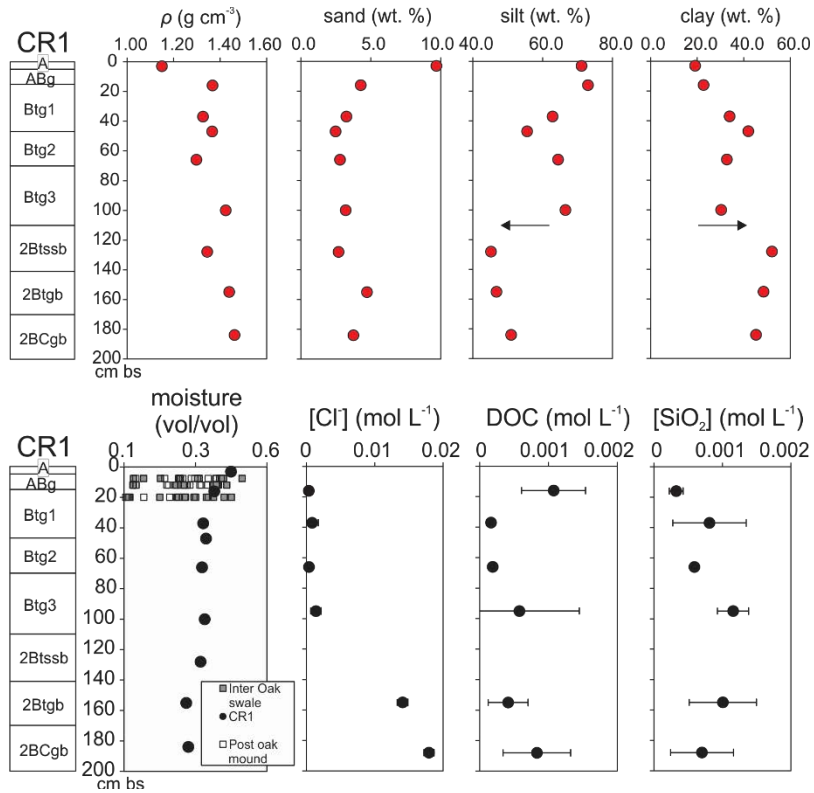 CR1
ρ (g cm⁻³)
sand (wt. %)
silt (wt. %)
clay (wt. %)
1.00 1.20 1.40 1.60
0 5.0 10.0
40.0 60.0 80.0
0.0 20.0 40.0 60.0
A
ABg
Btg1
Btg2
Btg3
2Btssb
2Btgb
2BCgb
0
20
40
60
80
100
120
140
160
180
200
cm bs
CR1
moisture
(vol/vol)
[Cl⁻] (mol L⁻¹)
DOC (mol L⁻¹)
[SiO₂] (mol L⁻¹)
0.1 0.3 0.6
0 0.01 0.02
0 0.001 0.002
0 0.001 0.002
A
ABg
Btg1
Btg2
Btg3
2Btssb
2Btgb
2BCgb
0
20
40
60
80
100
120
140
160
180
200
Inter Oak
swale
CR1
Post oak
mound
cm bs